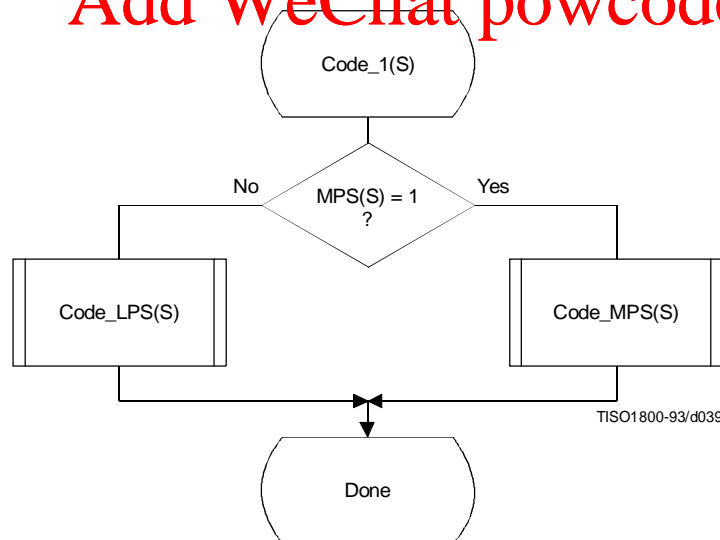 Add WeChat powcode
Code_1(S)
No
MPS(S) = 1
?
Yes
Code_LPS(S)
Code_MPS(S)
TISO1800-93/d039
Done